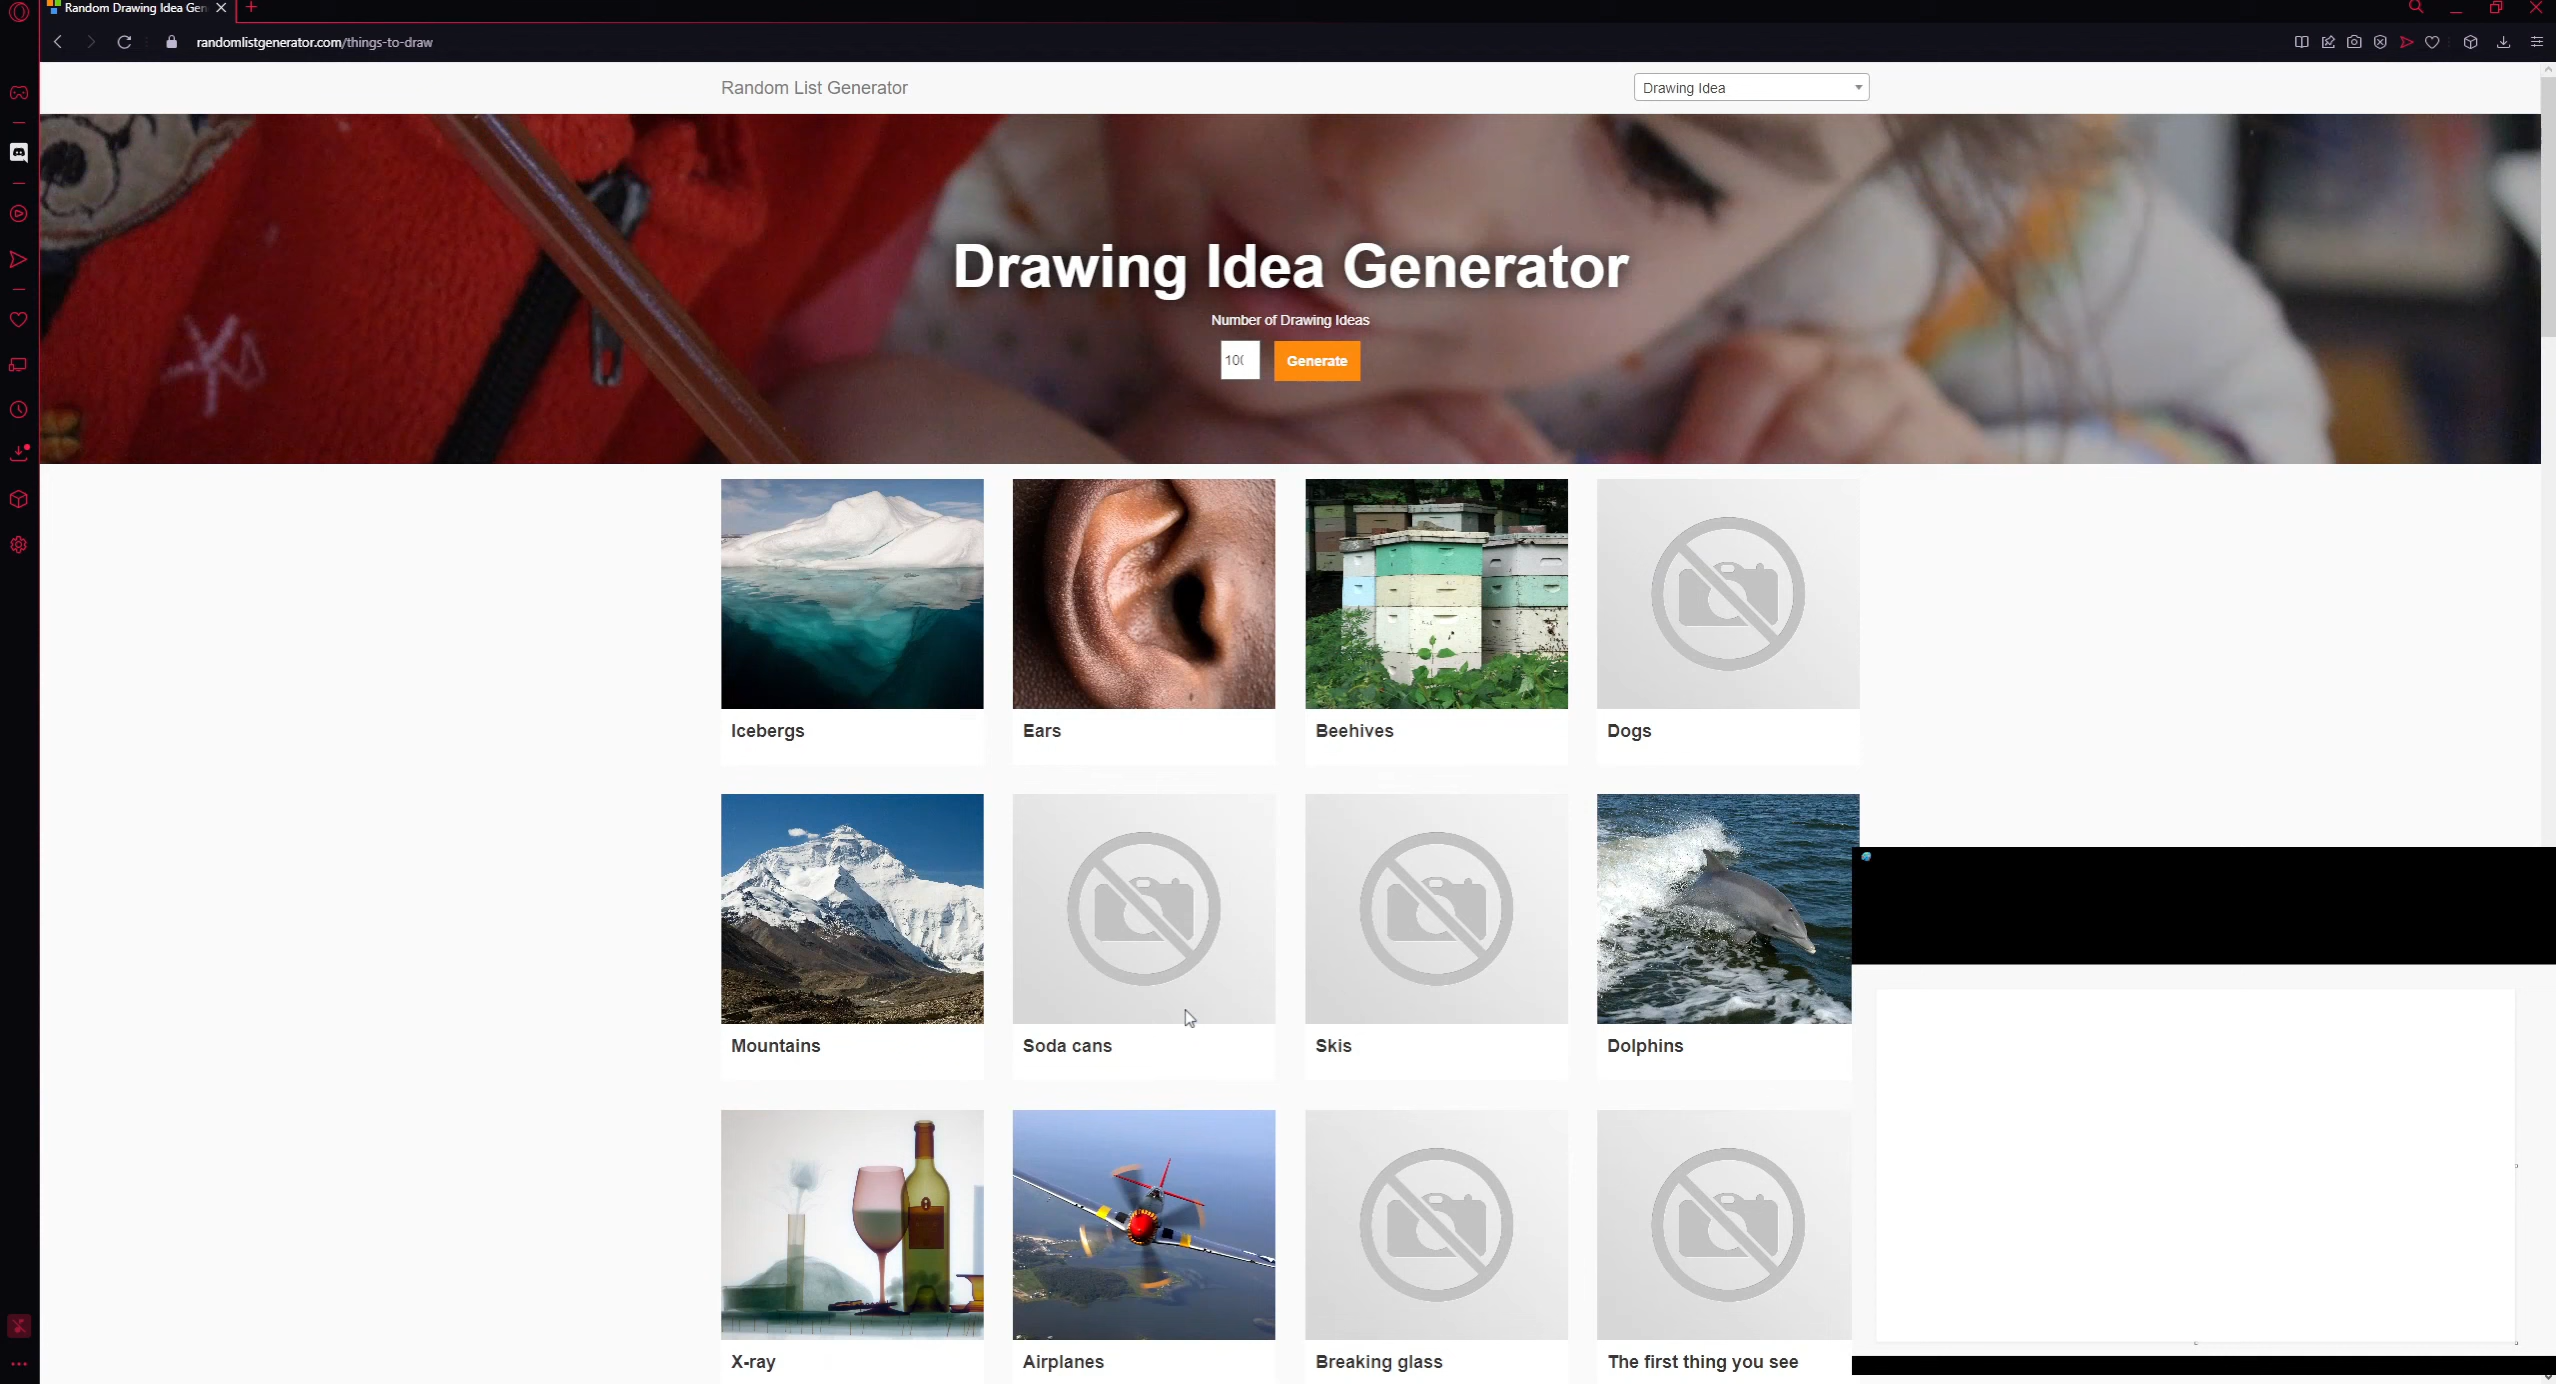 Random Drawing Idea Gen
randomlistgenerator.com/things-to-draw
Random List Generator
Drawing Idea
Drawing Idea Generator
Number of Drawing Ideas
100 Generate
Icebergs
Ears
Beehives
Dogs
Mountains
Soda cans
Skis
Dolphins
X-ray
Airplanes
Breaking glass
The first thing you see